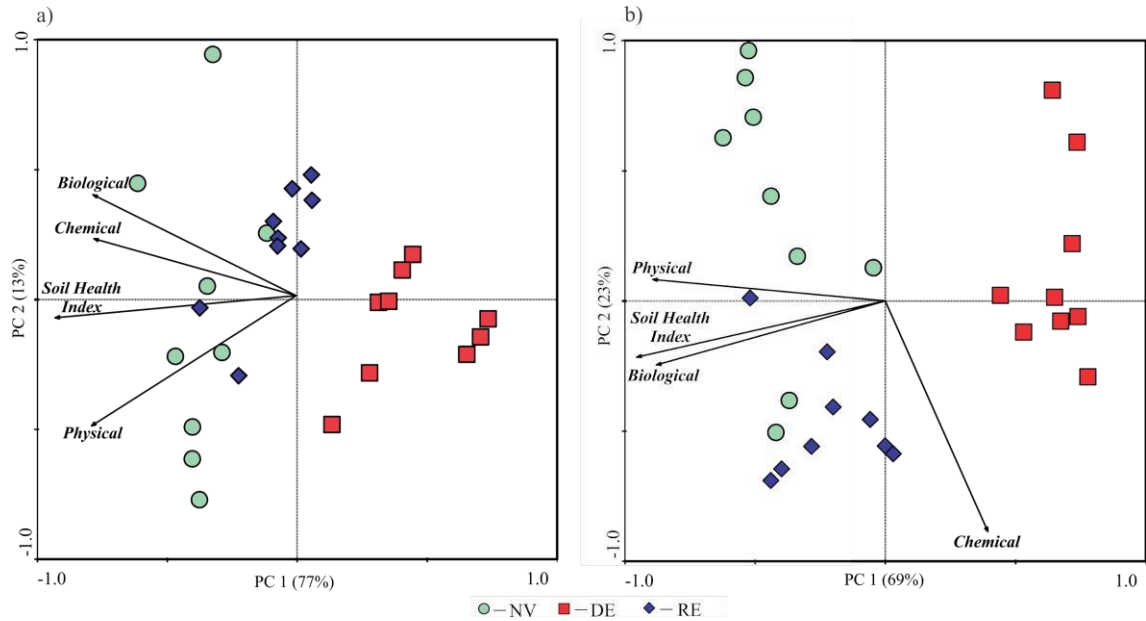 a)
1.0
Biological
Chemical
Soil Health
Index
Physical
PC 2 (13%)
-1.0
-1.0
PC 1 (77%)
1.0
b)
1.0
Physical
Soil Health
Index
Biological
Chemical
PC 2 (23%)
-1.0
-1.0
PC 1 (69%)
1.0
NV
DE
RE